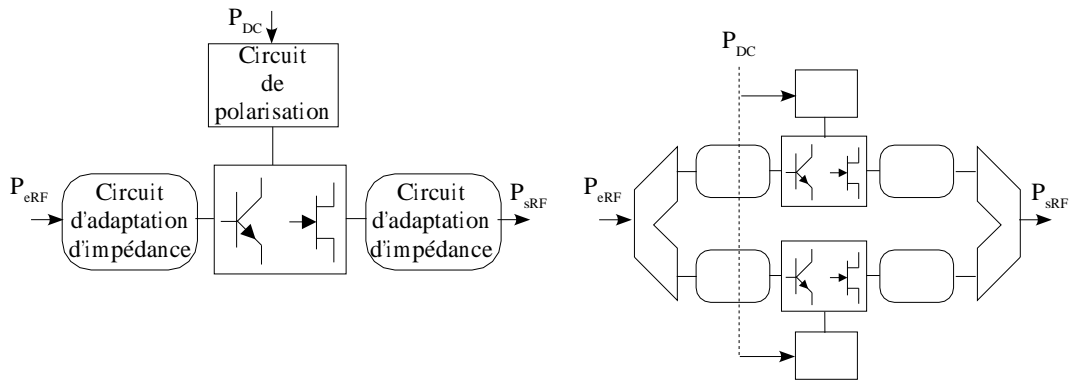 P_DC
Circuit
de
polarisation
P_eRF
Circuit
d'adaptation
d'impédance
Circuit
d'adaptation
d'impédance
P_sRF
P_DC
P_eRF
P_sRF